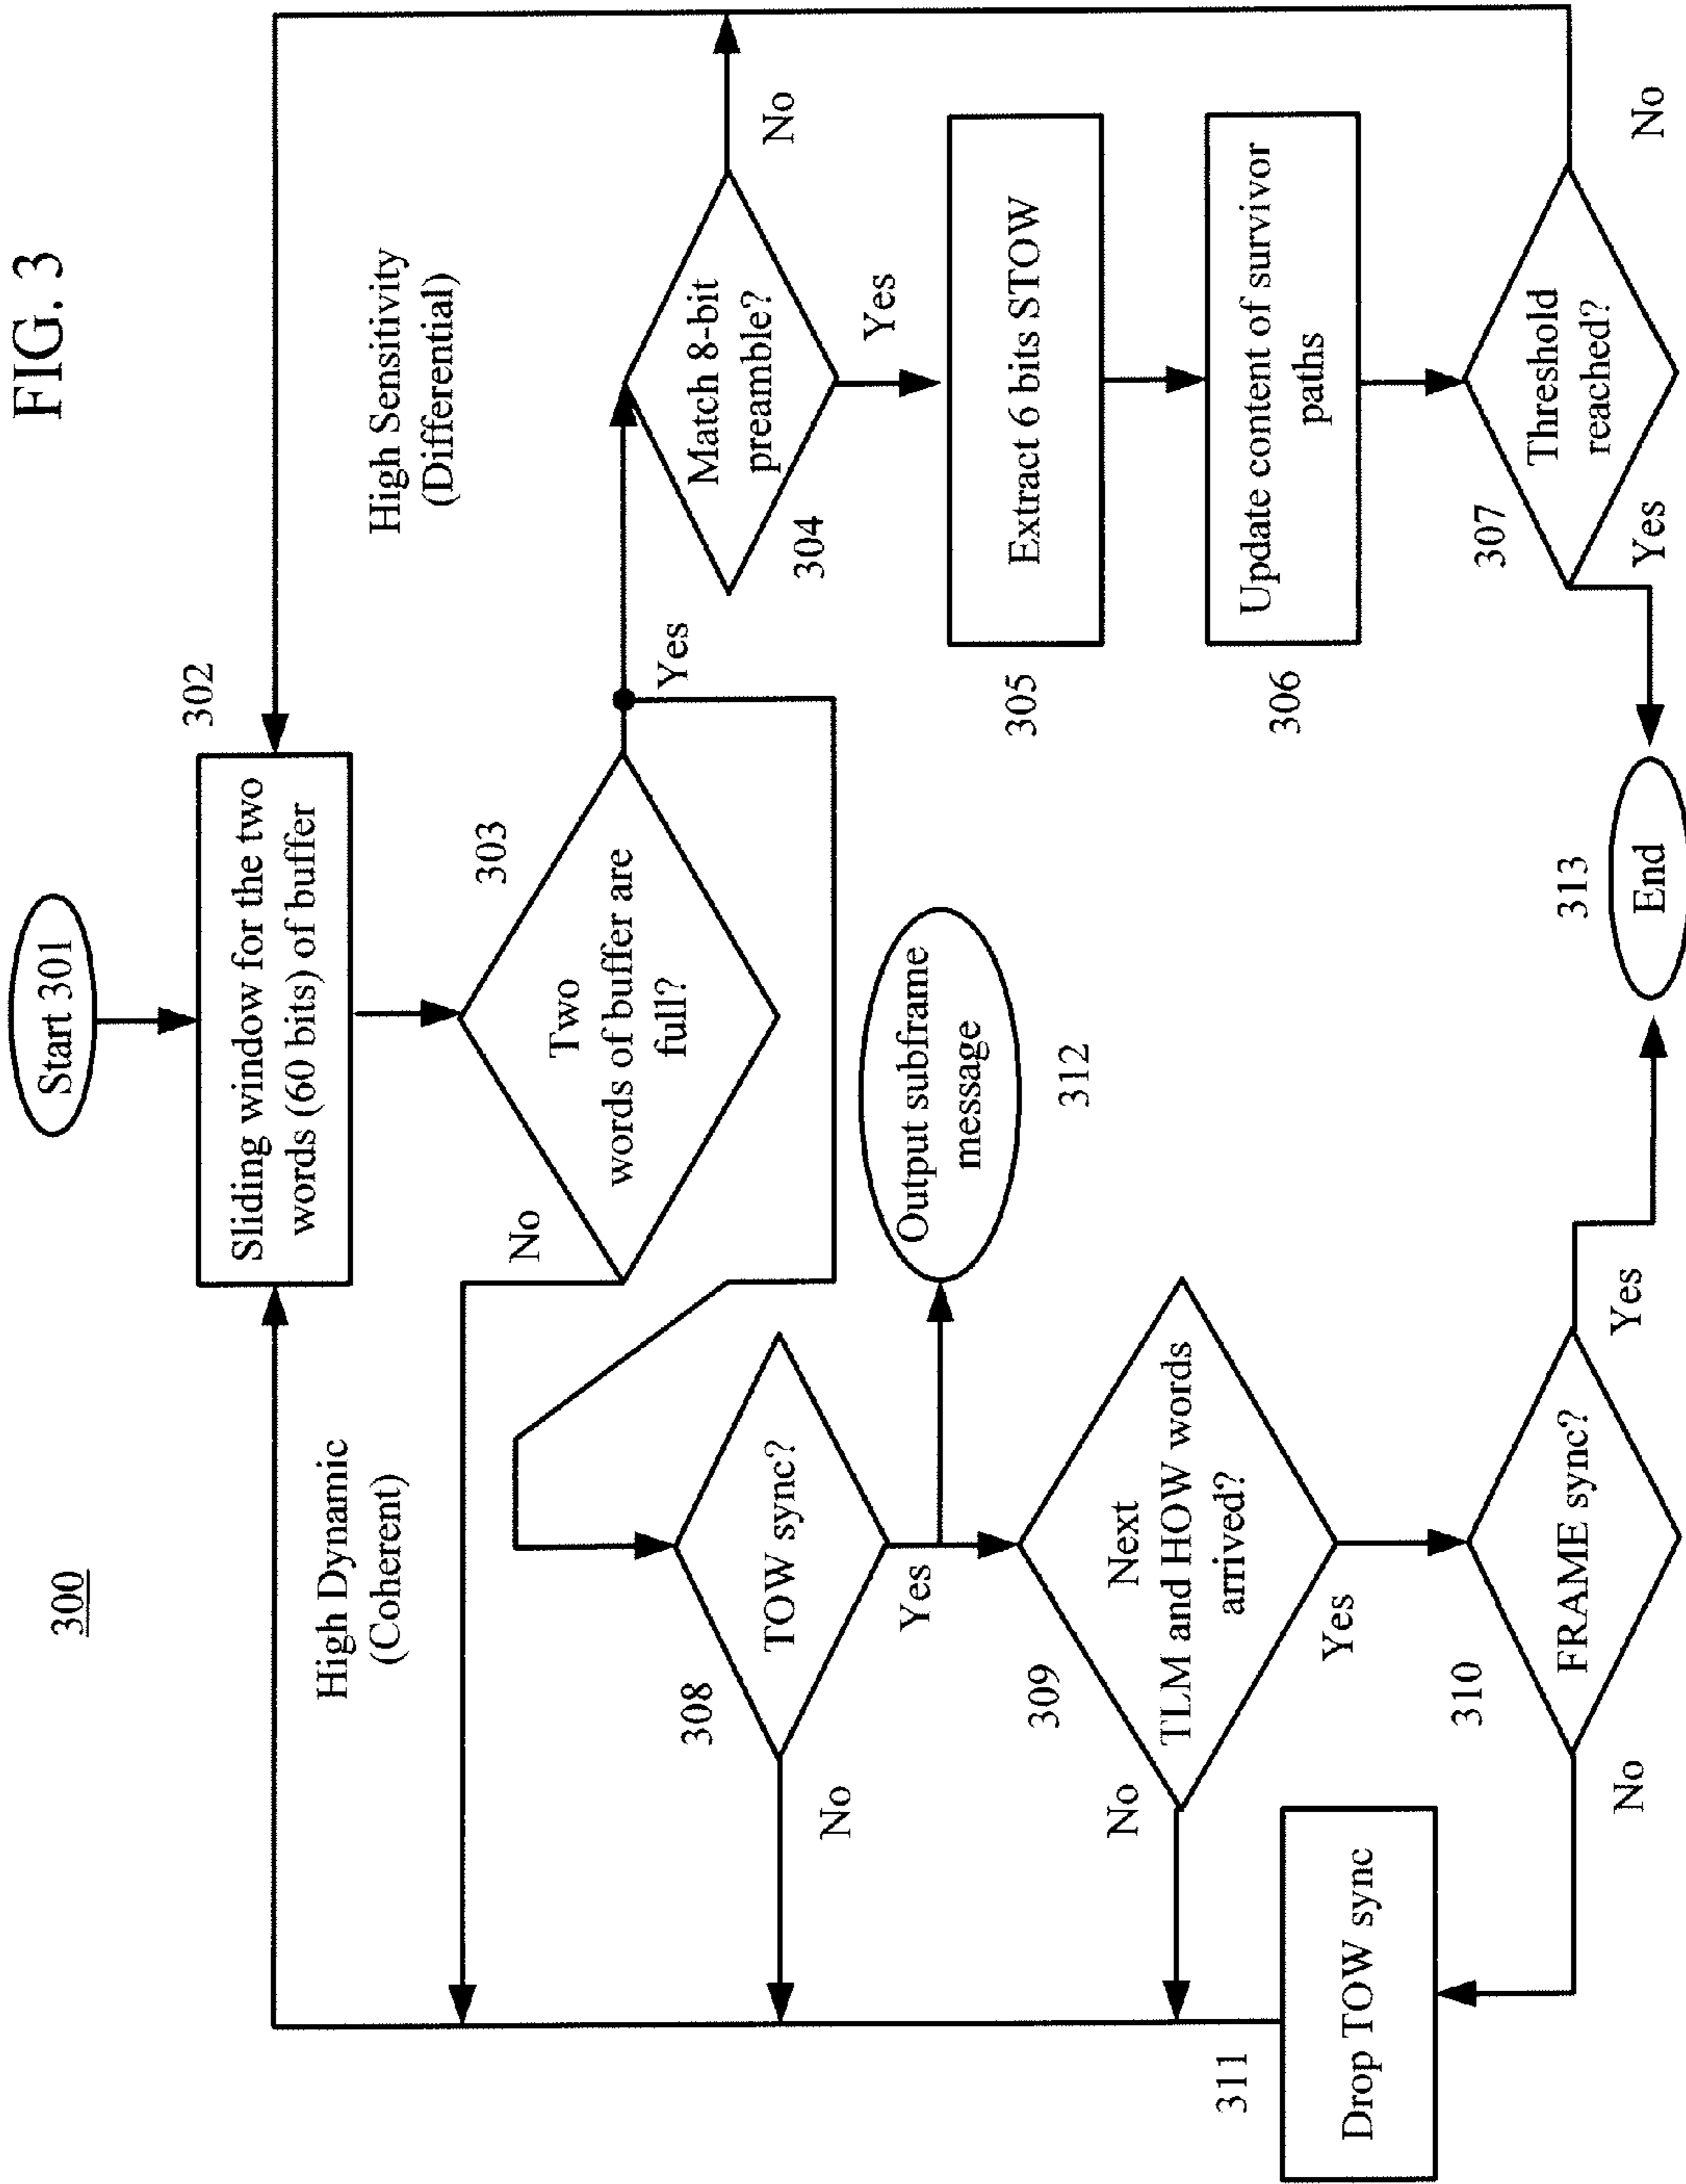 FIG. 3
300
Start 301
302
Sliding window for the two
words (60 bits) of buffer
High Dynamic
(Coherent)
High Sensitivity
(Differential)
303
Two
words of buffer are
full?
No
Yes
304
Match 8-bit
preamble?
No
Yes
305
Extract 6 bits STOW
306
Update content of survivor
paths
307
Threshold
reached?
No
Yes
308
TOW sync?
No
Yes
Output subframe
message
312
309
Next
TLM and HOW words
arrived?
No
Yes
310
FRAME sync?
No
Yes
311
Drop TOW sync
313
End